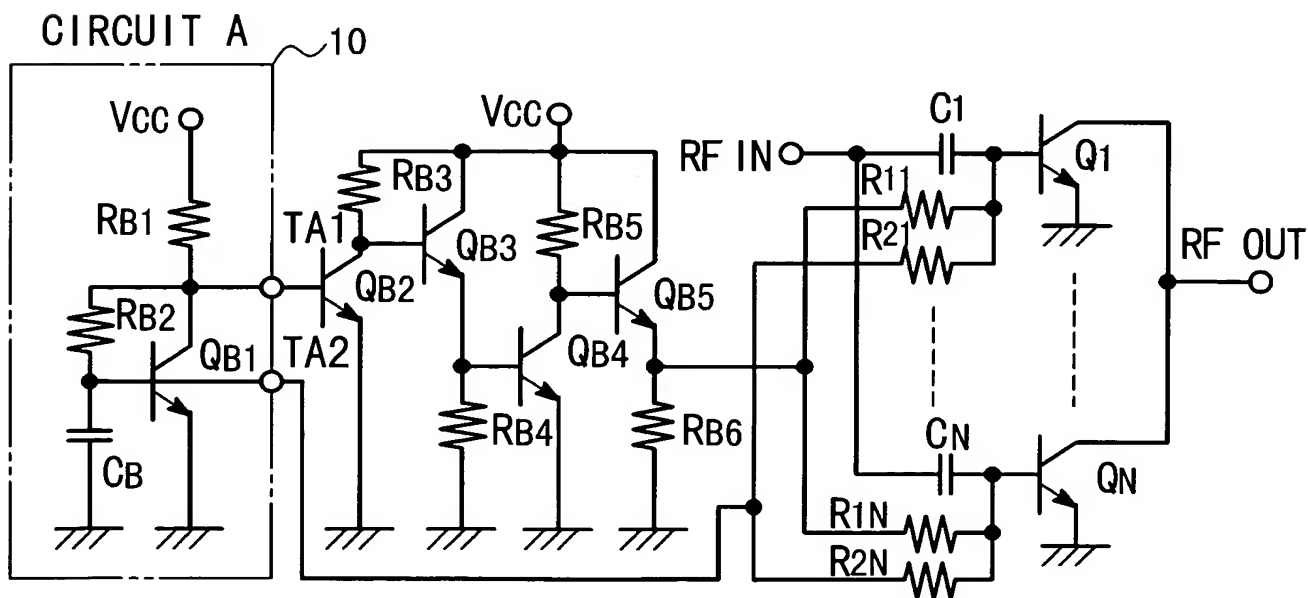 CIRCUIT A
10
VCC
VCC
C1
RF IN
Q1
RB3
R11
RB1
TA1
RB5
R21
QB3
RF OUT
QB2
QB5
RB2
QB4
QB1
TA2
RB4
RB6
CN
CB
QN
R1N
R2N